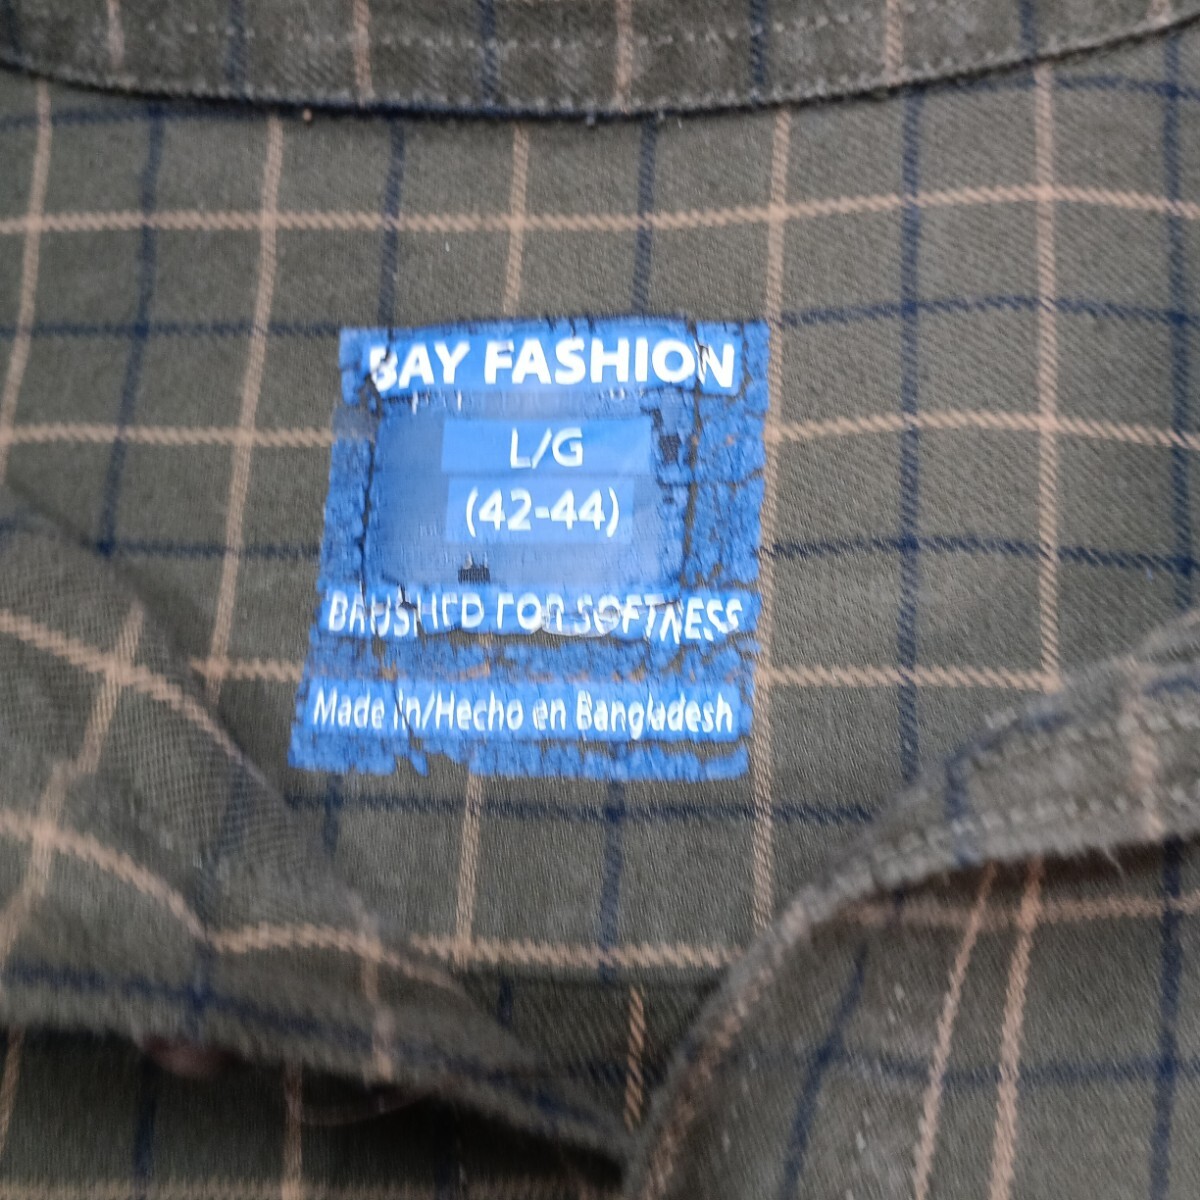 BAY FASHION
L/G
(42-44)
BRUSHED FOR SOFTNESS
Made in/Hecho en Bangladesh